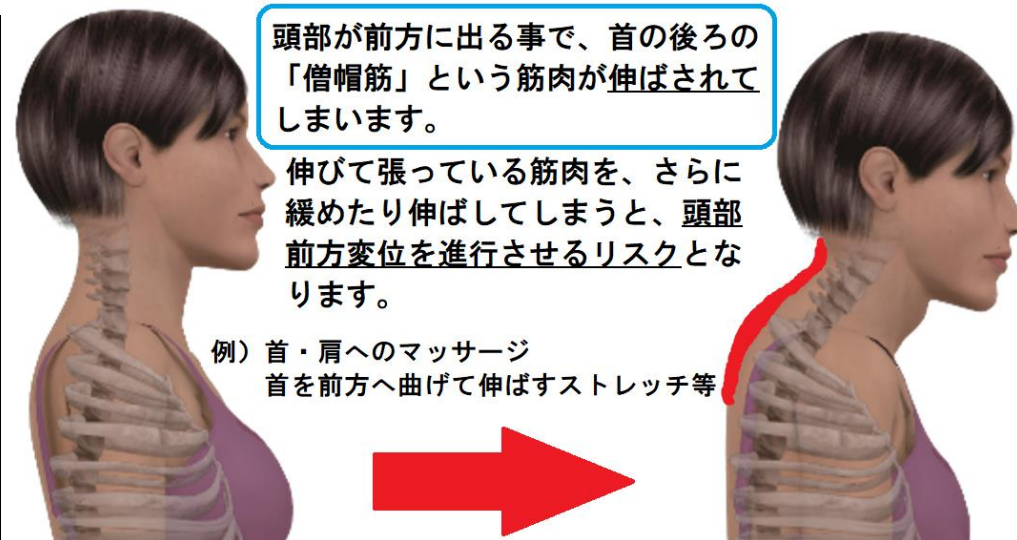 頭部が前方に出る事で、首の後ろの
「僧帽筋」という筋肉が伸ばされて
しまいます。
伸びて張っている筋肉を、さらに
緩めたり伸ばしてしまうと、頭部
前方変位を進行させるリスクとな
ります。
例）首・肩へのマッサージ
首を前方へ曲げて伸ばすストレッチ等